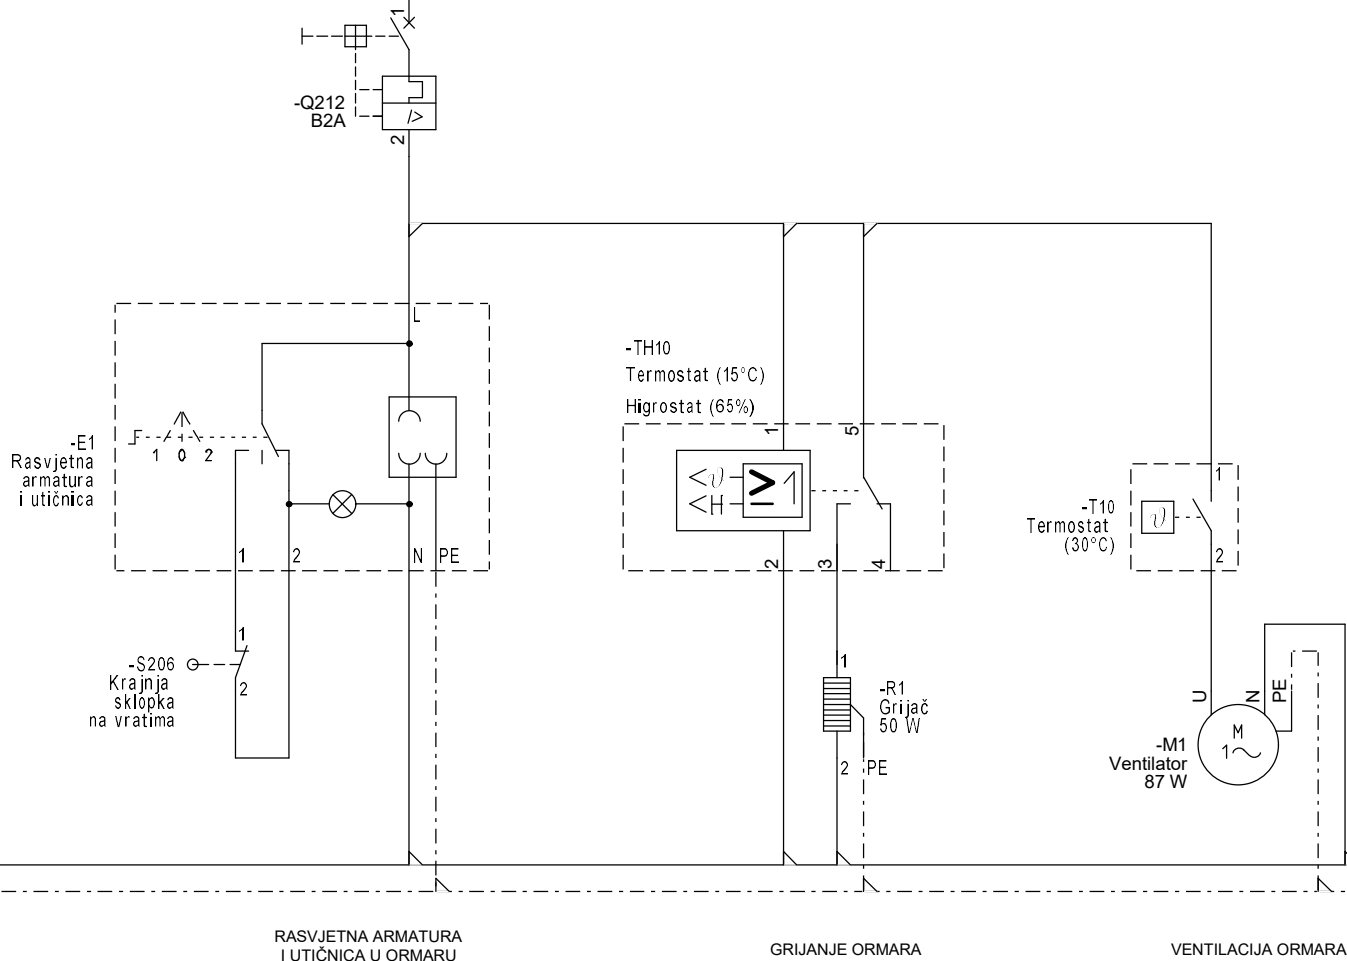 1
-Q212
B2A
2
L
-TH10
Termostat (15°C)
Higrostat (65%)
1
5
-E1
Rasvjetna
armatura
i utičnica
1 0 2
<ϑ
<H
≥1
1
2
N
PE
2
3
4
-T10
Termostat
(30°C)
ϑ
1
2
1
-S206
Krajnja
sklopka
na vratima
2
1
-R1
Grijač
50 W
2
PE
U
N
PE
M
1~
-M1
Ventilator
87 W
RASVJETNA ARMATURA
I UTIČNICA U ORMARU
GRIJANJE ORMARA
VENTILACIJA ORMARA